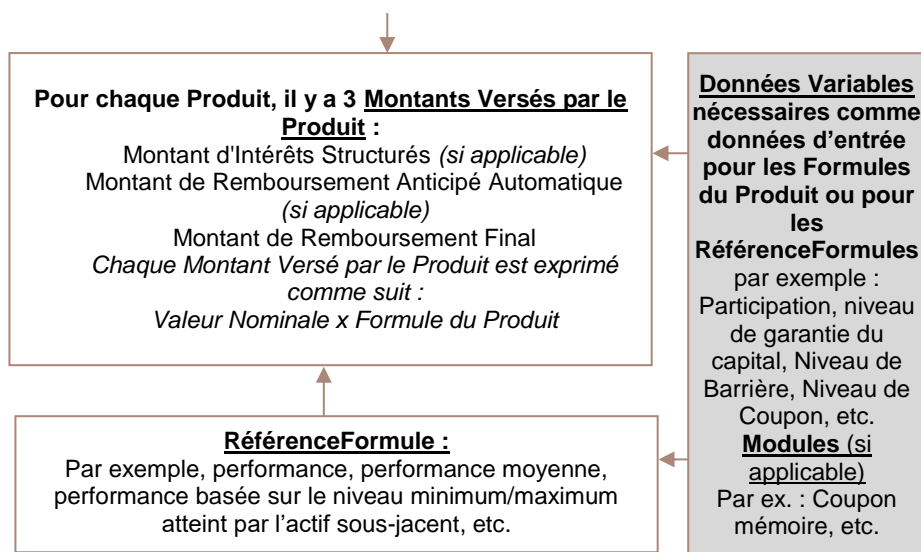 Pour chaque Produit, il y a 3 Montants Versés par le
Produit :
Montant d'Intérêts Structurés (si applicable)
Montant de Remboursement Anticipé Automatique
(si applicable)
Montant de Remboursement Final
Chaque Montant Versé par le Produit est exprimé
comme suit :
Valeur Nominale x Formule du Produit
RéférenceFormule :
Par exemple, performance, performance moyenne,
performance basée sur le niveau minimum/maximum
atteint par l’actif sous-jacent, etc.
Données Variables
nécessaires comme
données d’entrée
pour les Formules
du Produit ou pour
les
RéférenceFormules
par exemple :
Participation, niveau
de garantie du
capital, Niveau de
Barrière, Niveau de
Coupon, etc.
Modules (si
applicable)
Par ex. : Coupon
mémoire, etc.